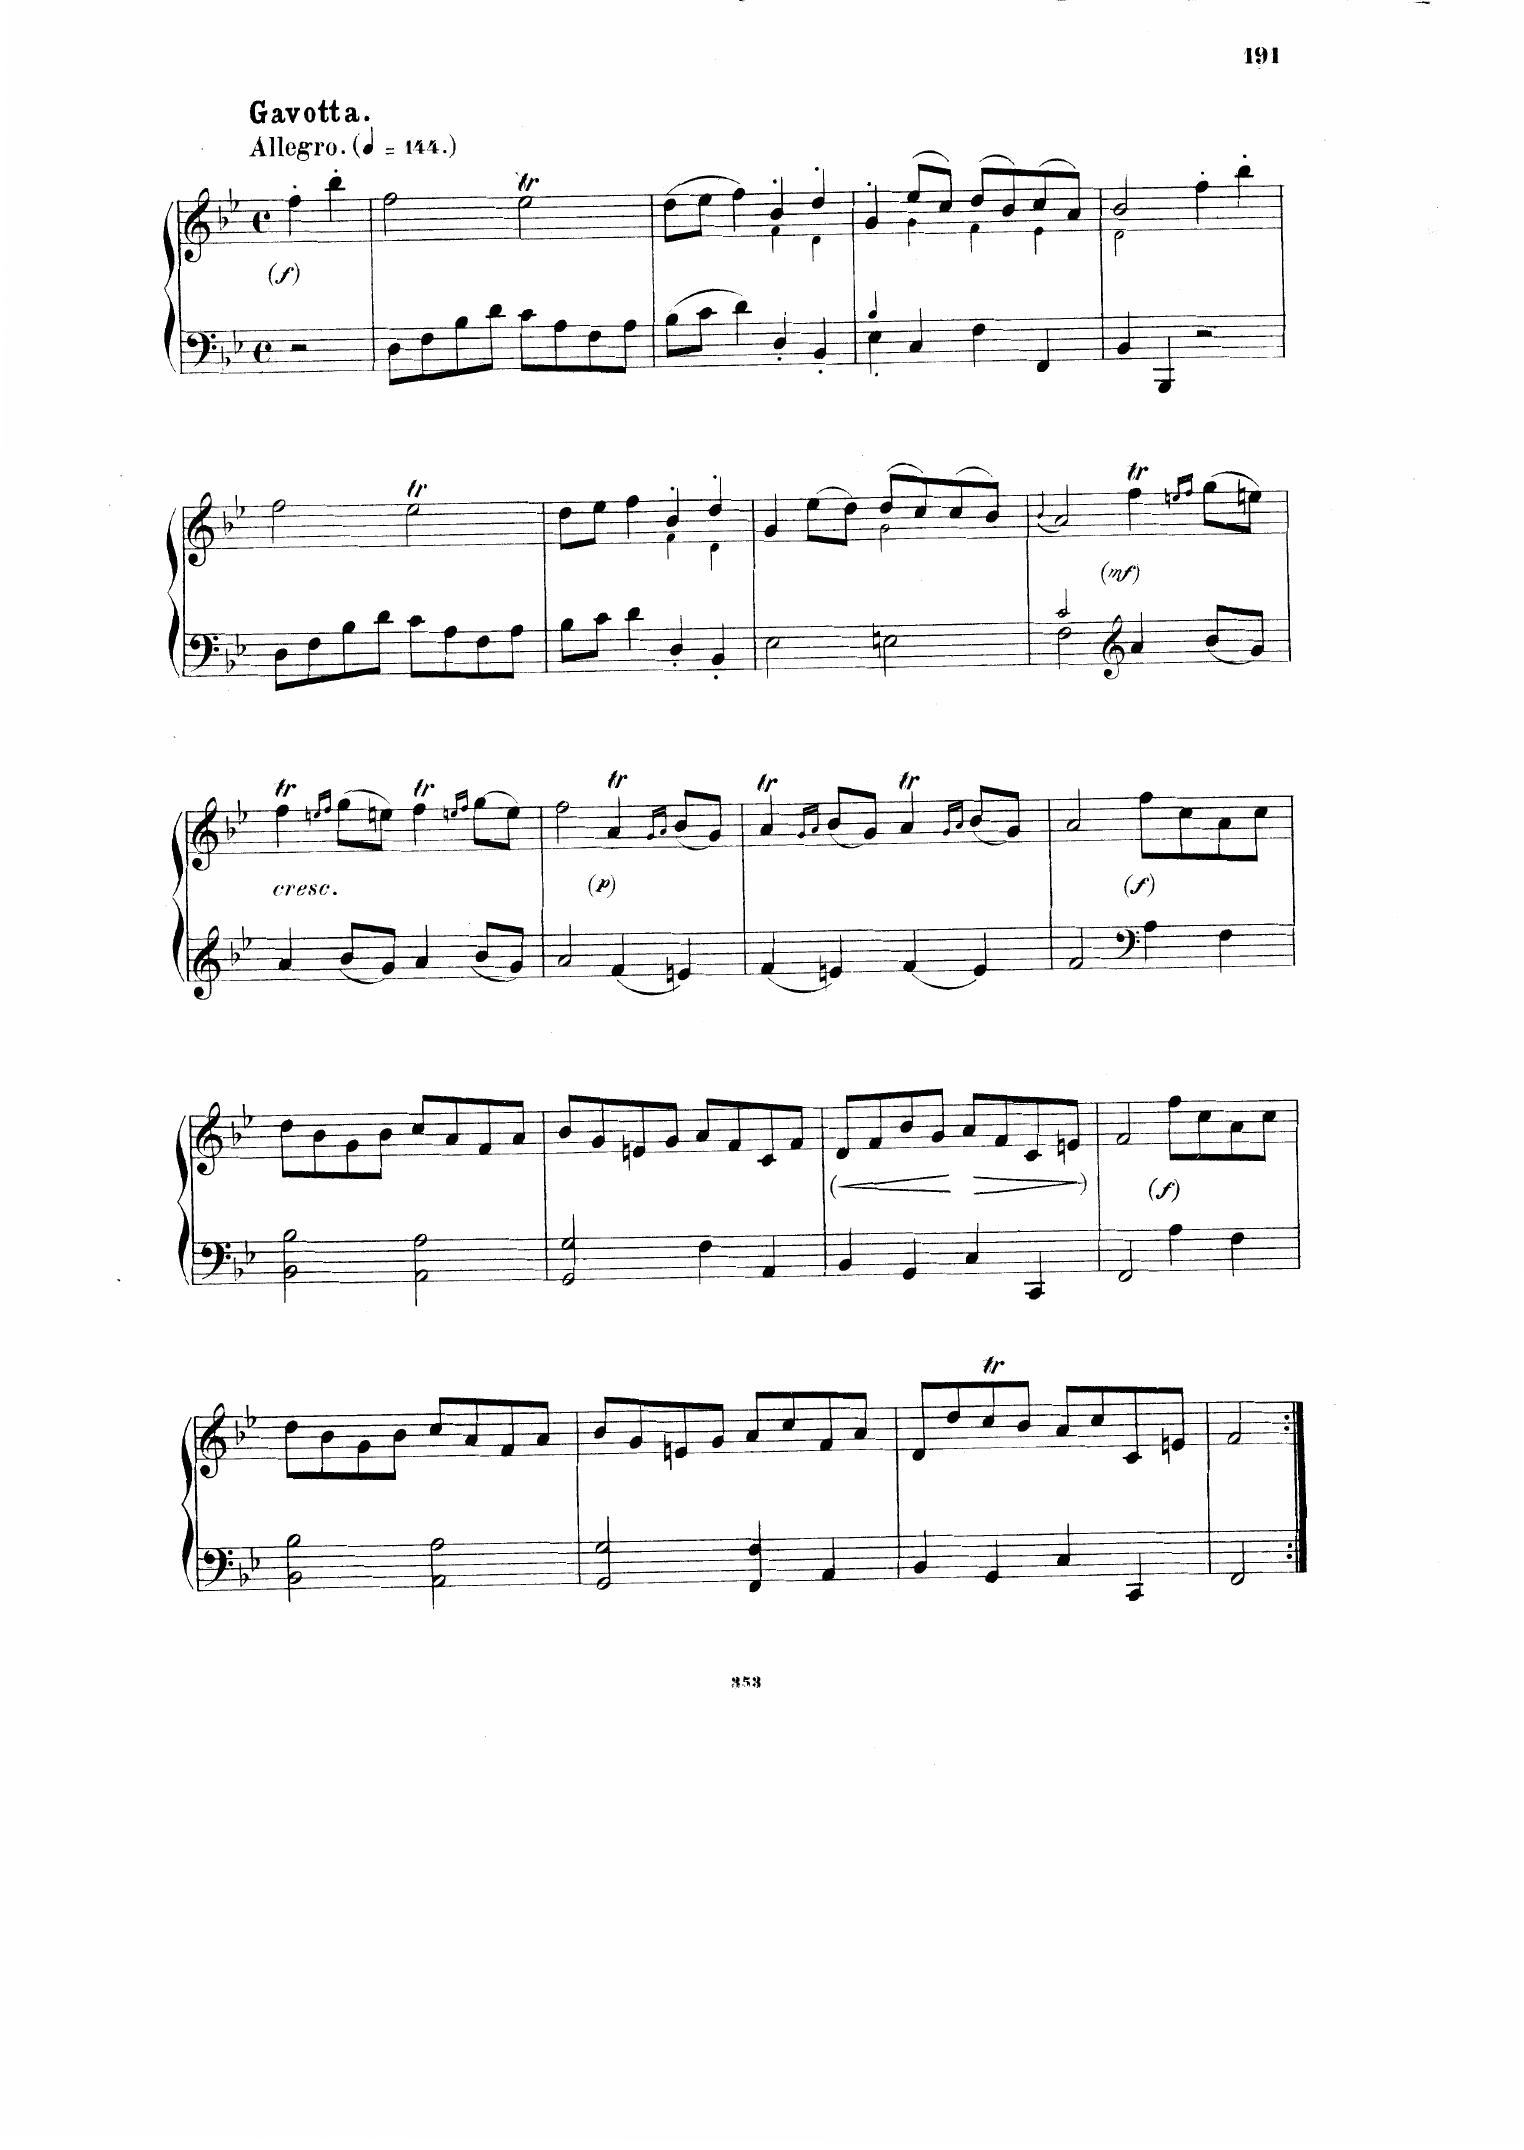 191
Gavotta.
Allegro. (♩ = 144.)
tr
(f)
tr
tr
(mf)
tr tr tr tr tr
cresc. (p) (f)
(f)
tr
353